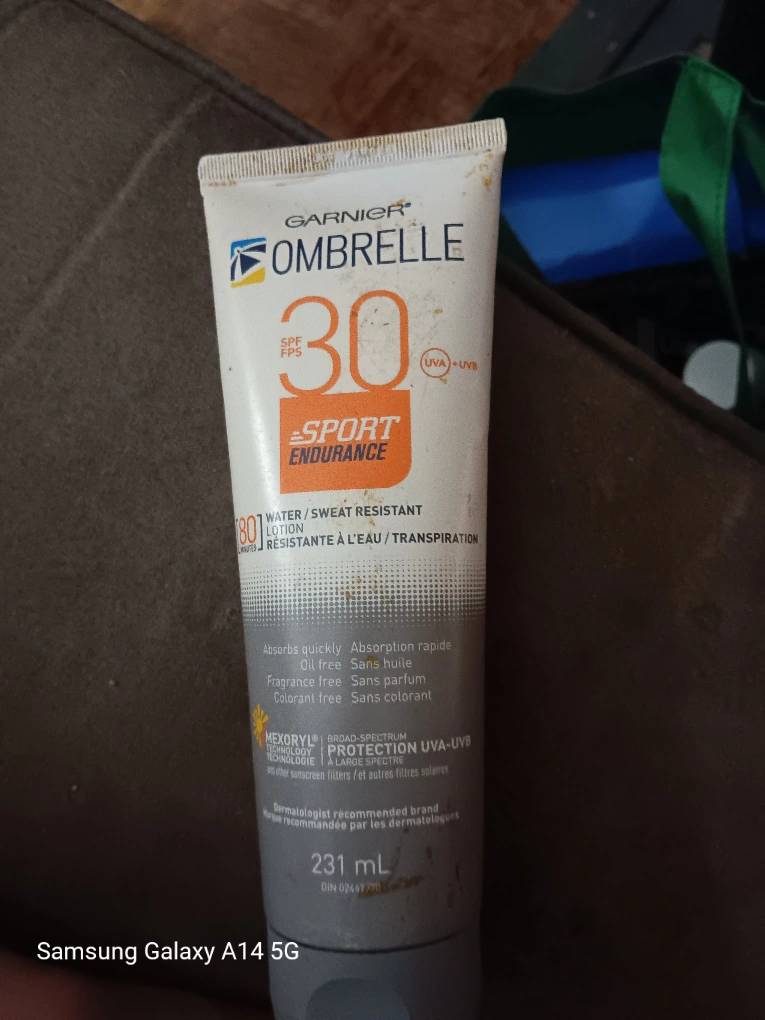 GARNIER
OMBRELLE
SPF
FPS
30
UVA + UVB
SPORT
ENDURANCE
[80
MINUTES]
WATER / SWEAT RESISTANT
LOTION
RÉSISTANTE À L'EAU / TRANSPIRATION
Absorbs quickly Absorption rapide
Oil free Sans huile
Fragrance free Sans parfum
Colorant free Sans colorant
MEXORYL®
TECHNOLOGY
TECHNOLOGIE
BROAD-SPECTRUM
PROTECTION UVA-UVB
À LARGE SPECTRE
and other sunscreen filters / et autres filtres solaires
Dermatologist recommended brand
Marque recommandée par les dermatologues
231 mL
DIN
Samsung Galaxy A14 5G